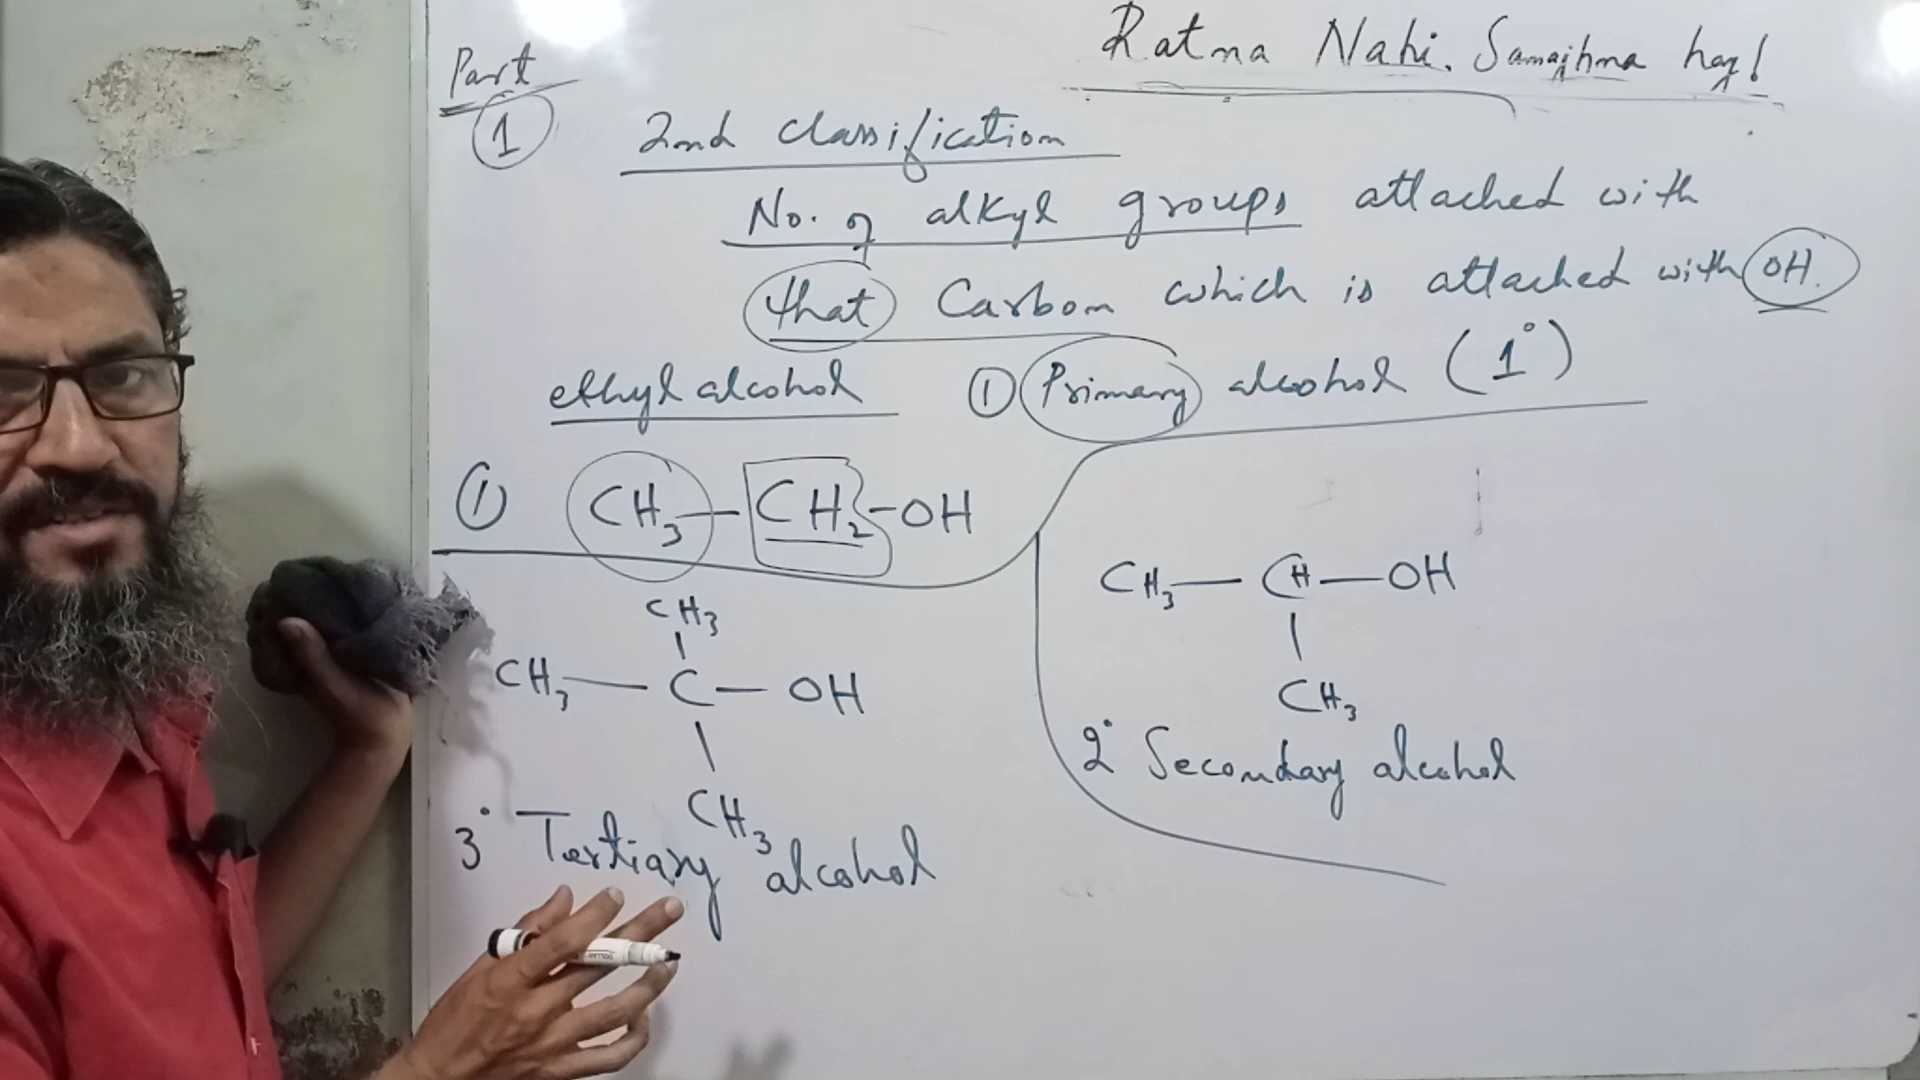 Part
1
Ratna Nahi. Samajhna hay!
2nd classification
No. of alkyl groups attached with
that Carbon which is attached with OH.
ethyl alcohol
① Primary alcohol (1°)
① CH₃—CH₂-OH
CH₃
CH₃—C—OH
CH₃
3° Tertiary alcohol
CH₃—CH—OH
CH₃
2° Secondary alcohol